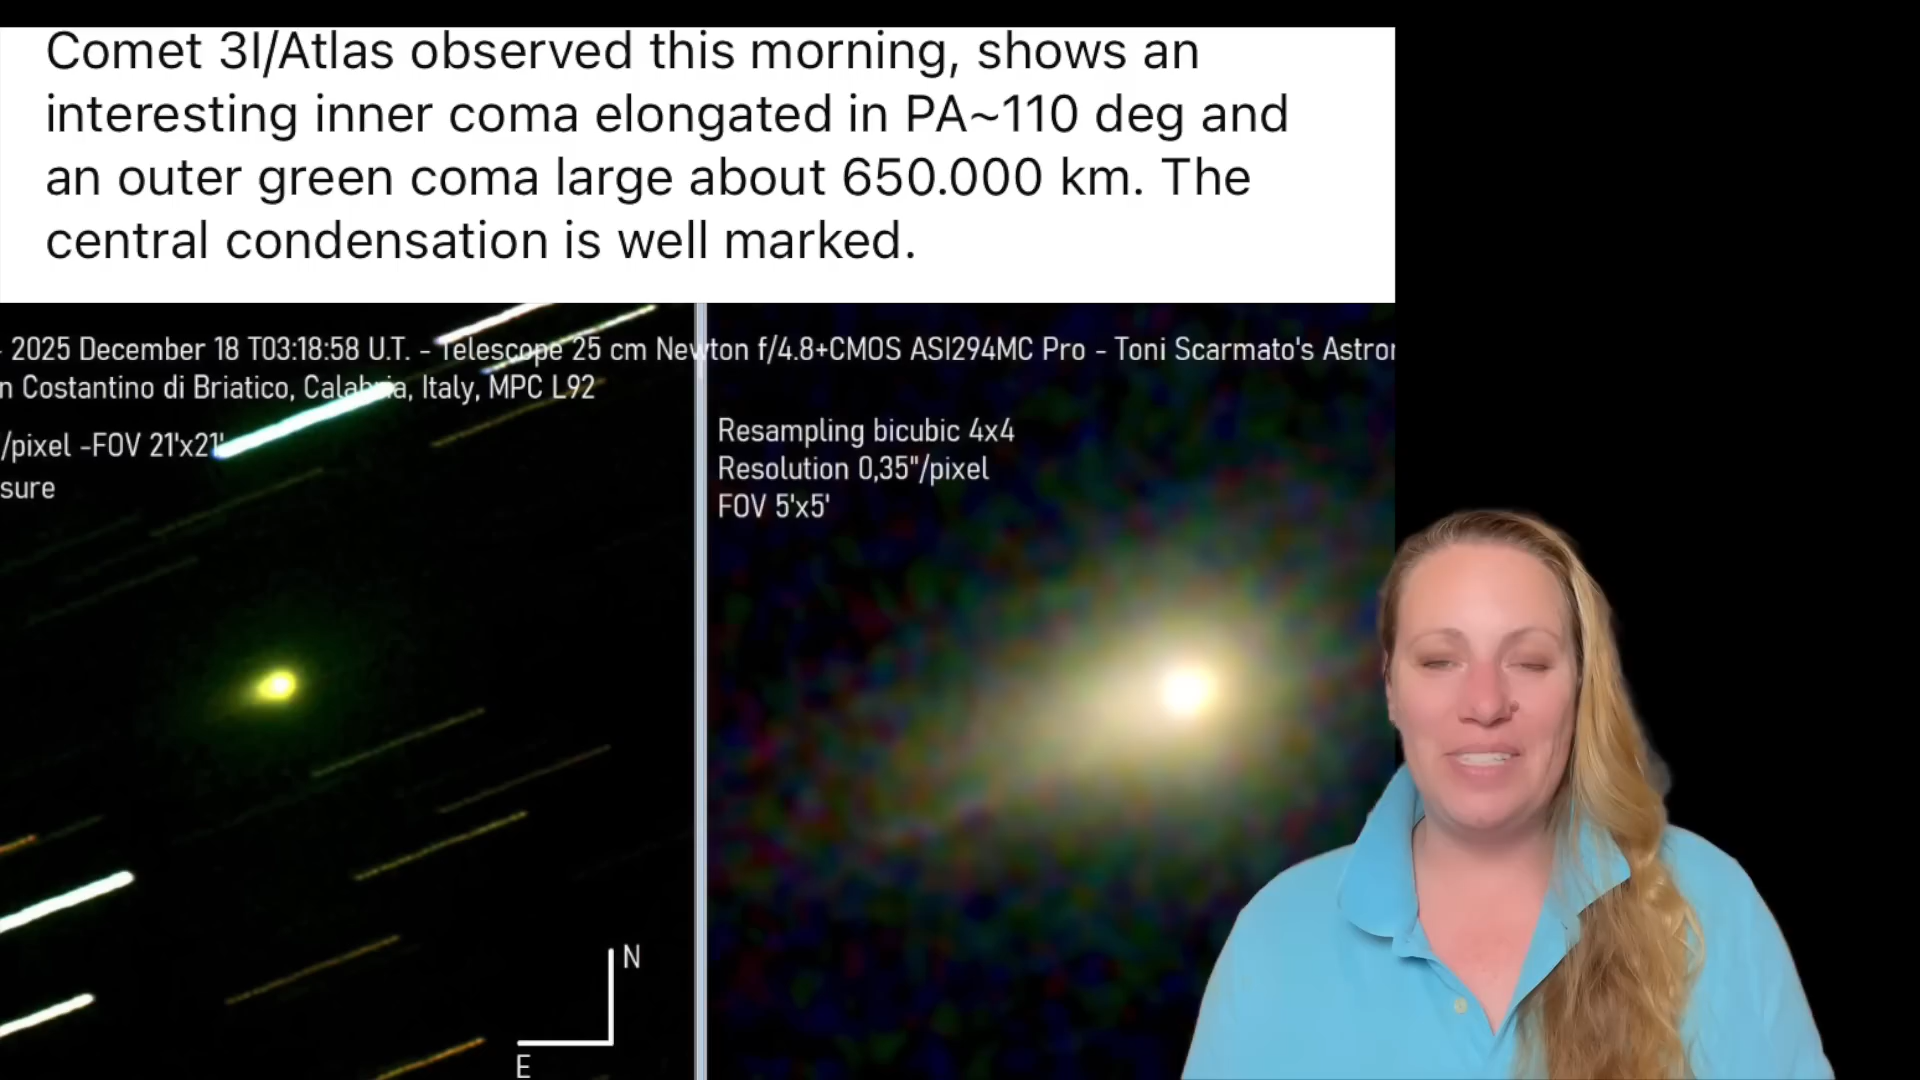 Comet 3I/Atlas observed this morning, shows an
interesting inner coma elongated in PA~110 deg and
an outer green coma large about 650.000 km. The
central condensation is well marked.
- 2025 December 18 T03:18:58 U.T. - Telescope 25 cm Newton f/4.8+CMOS ASI294MC Pro - Toni Scarmato's Astror
n Costantino di Briatico, Calabria, Italy, MPC L92
/pixel -FOV 21'x21'
sure
Resampling bicubic 4x4
Resolution 0,35"/pixel
FOV 5'x5'
N
E